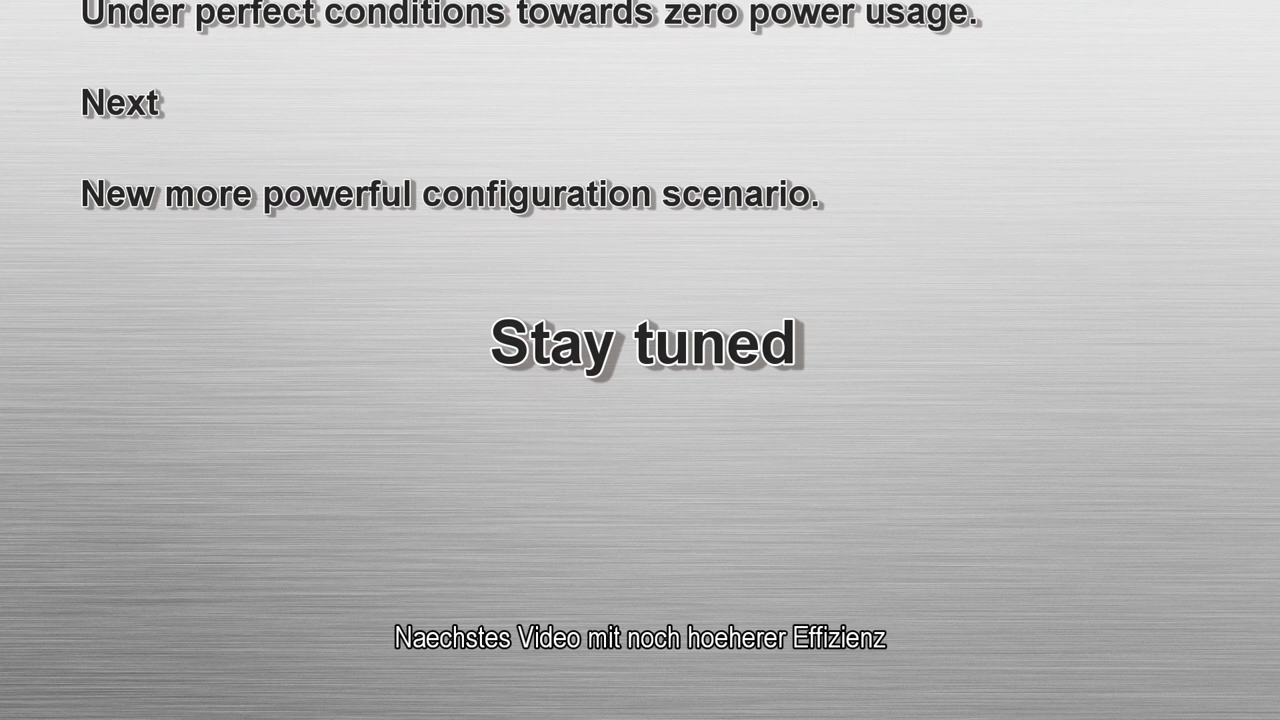 Under perfect conditions towards zero power usage.
Next
New more powerful configuration scenario.
Stay tuned
Naechstes Video mit noch hoeherer Effizienz